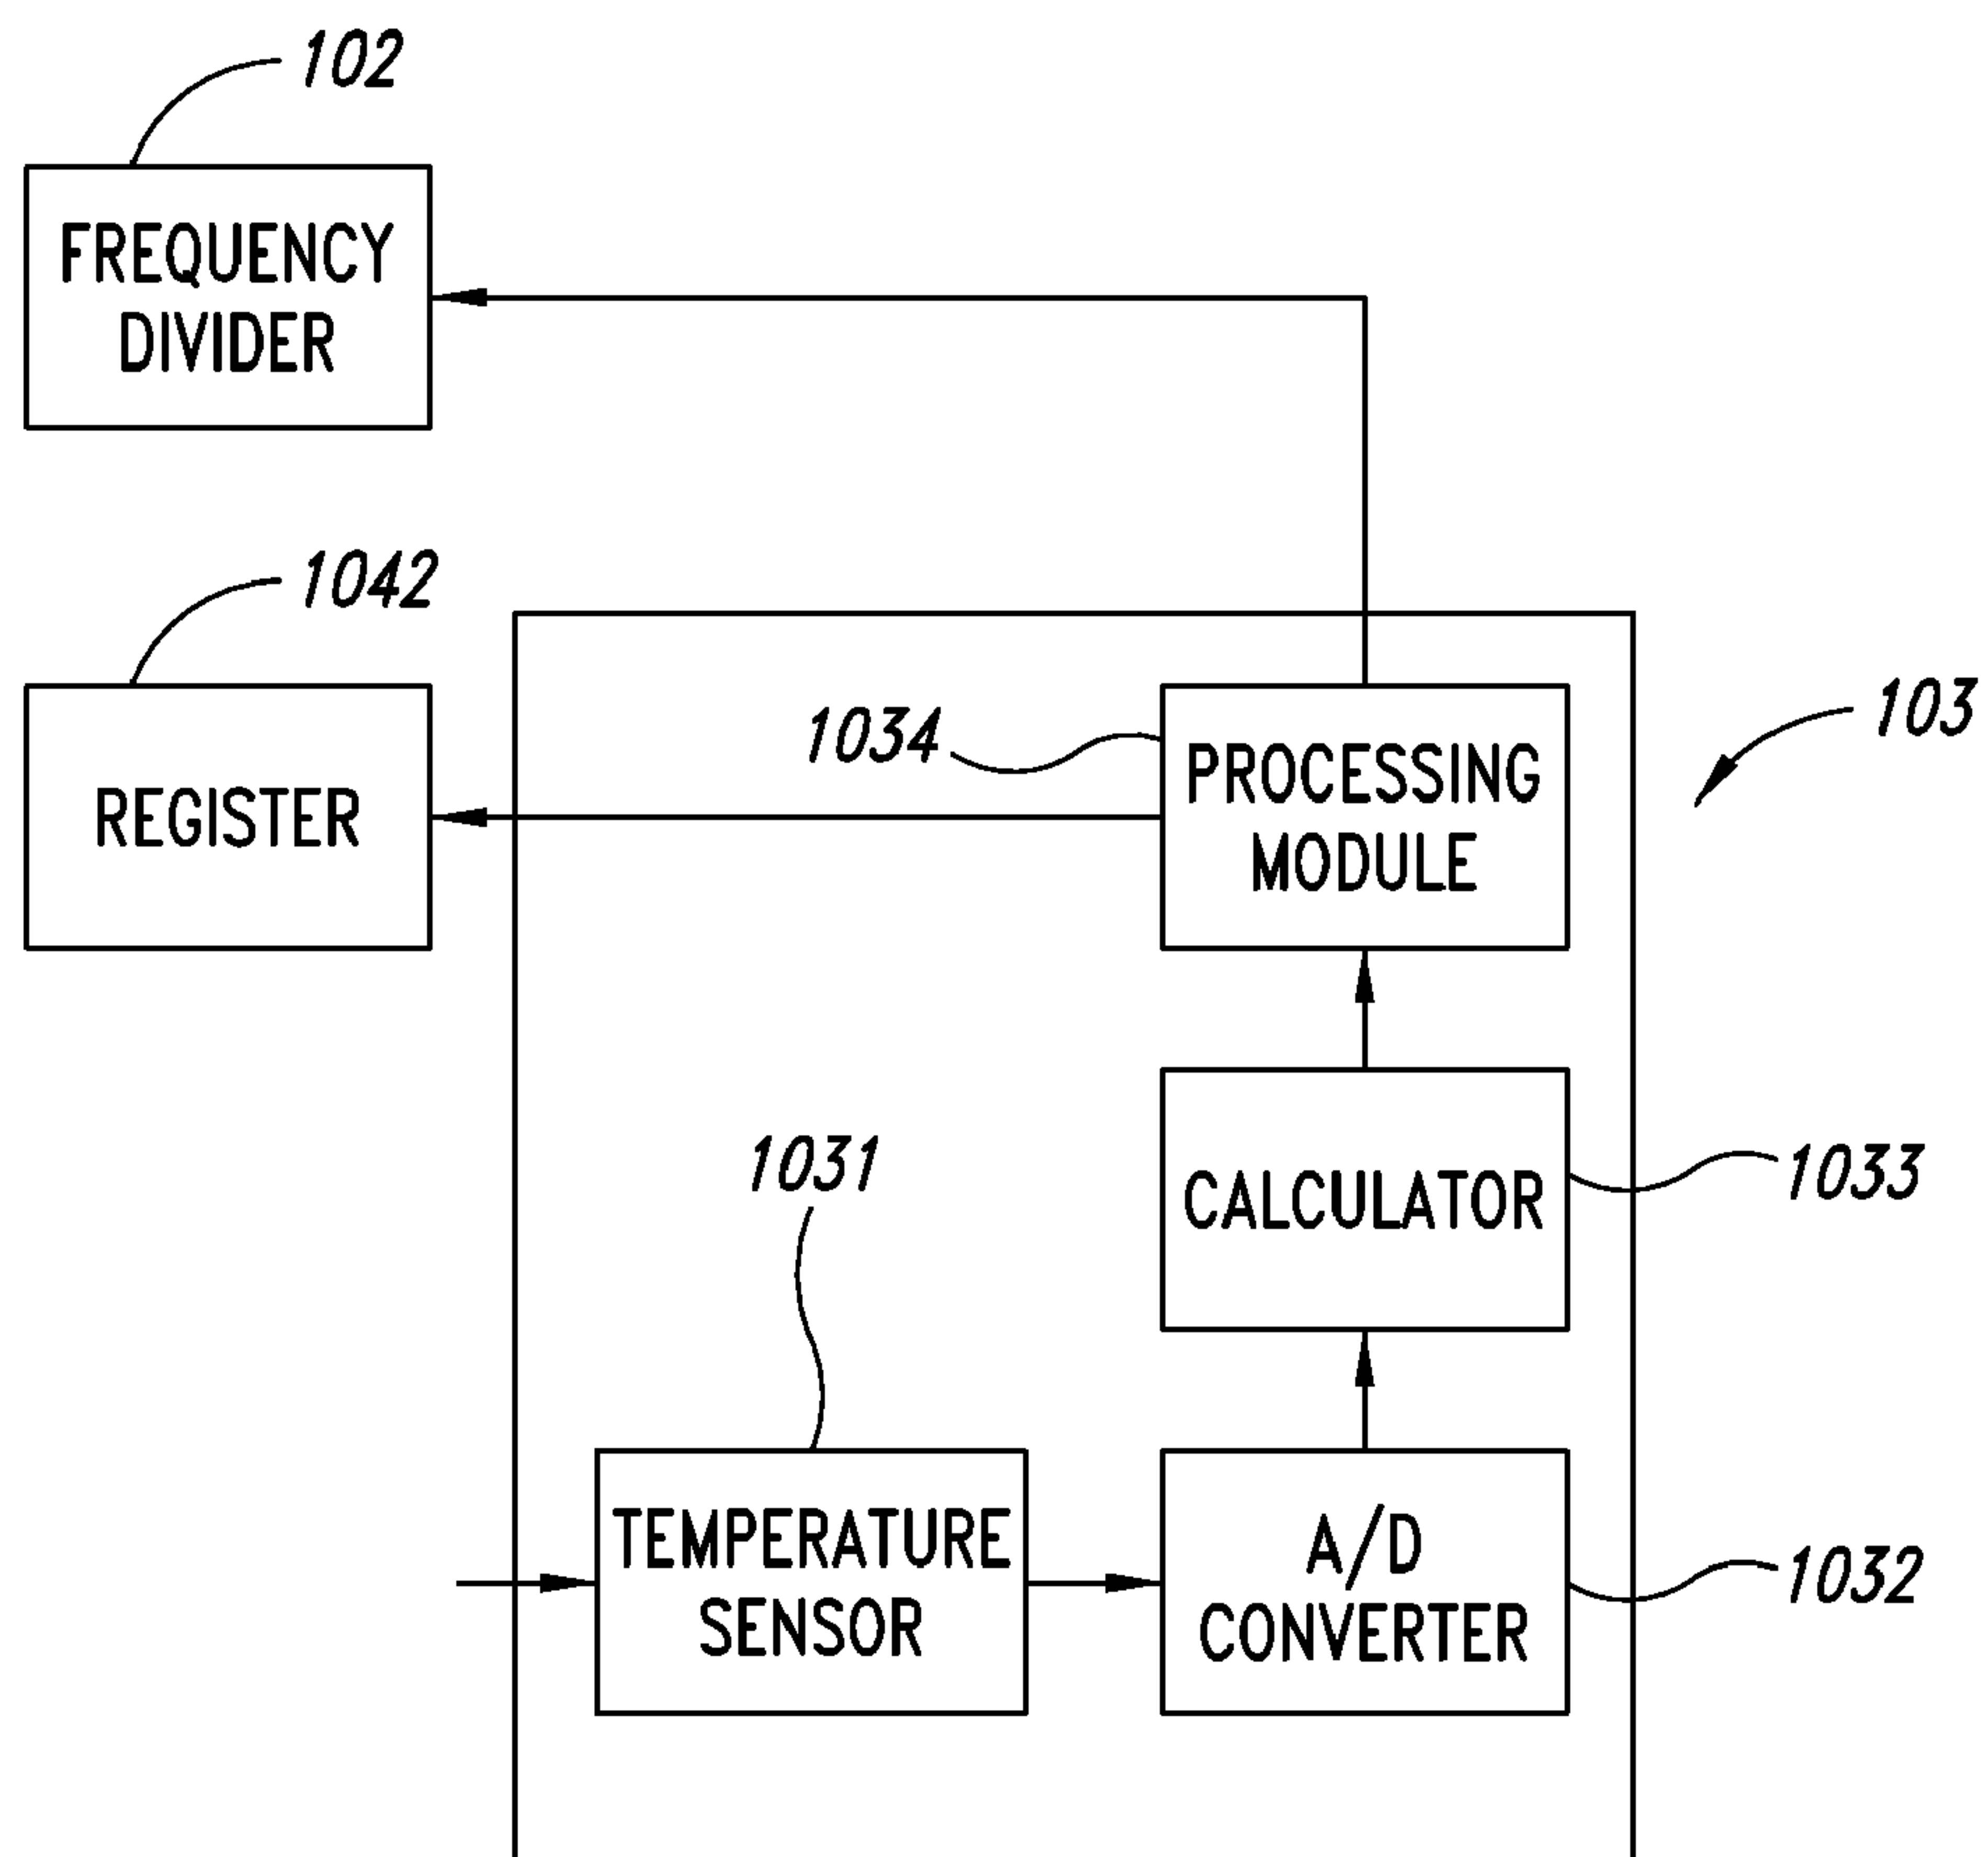 102
FREQUENCY
DIVIDER
1042
REGISTER
1034
PROCESSING
MODULE
103
CALCULATOR
1033
1031
TEMPERATURE
SENSOR
A/D
CONVERTER
1032